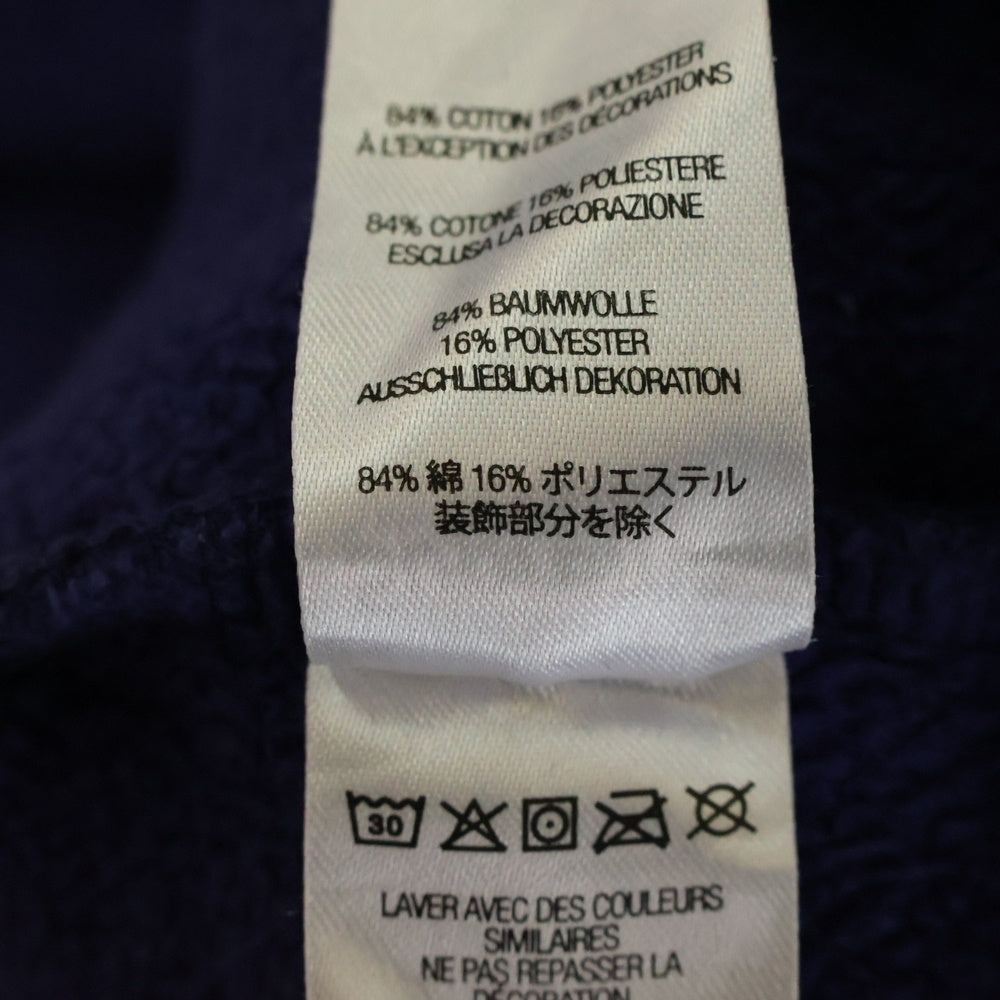 84% COTON 16% POLYESTER
À L'EXCEPTION DES DÉCORATIONS
84% COTONE 16% POLIESTERE
ESCLUSA LA DECORAZIONE
84% BAUMWOLLE
16% POLYESTER
AUSSCHLIEßLICH DEKORATION
84% 綿 16% ポリエステル
装飾部分を除く
30
LAVER AVEC DES COULEURS
SIMILAIRES
NE PAS REPASSER LA
DÉCORATION